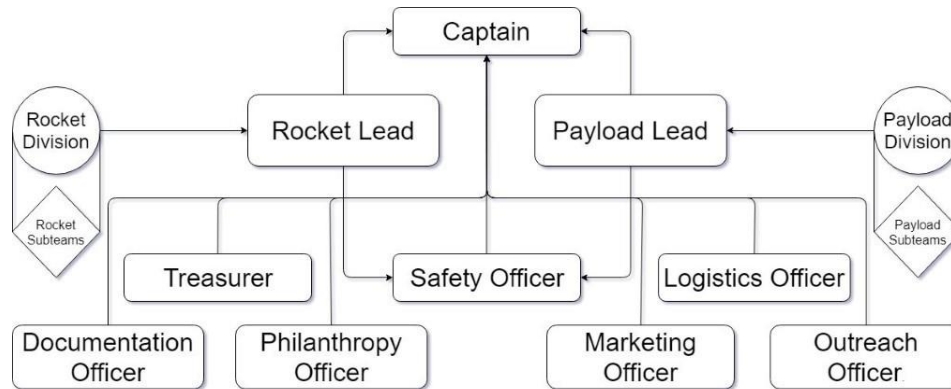 Captain
Rocket
Division
Rocket Lead
Payload Lead
Payload
Division
Rocket
Subteams
Payload
Subteams
Treasurer
Safety Officer
Logistics Officer
Documentation
Officer
Philanthropy
Officer
Marketing
Officer
Outreach
Officer